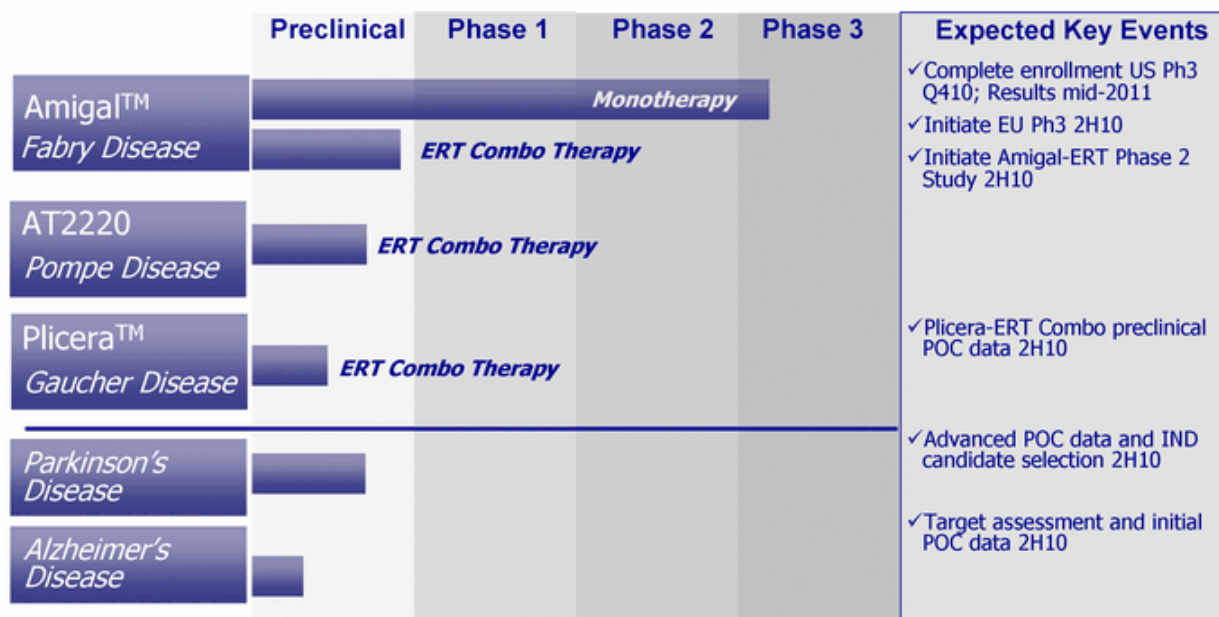 Preclinical Phase 1 Phase 2 Phase 3 Expected Key Events
Amigal™
Fabry Disease
Monotherapy
ERT Combo Therapy
✓Complete enrollment US Ph3
Q410; Results mid-2011
✓Initiate EU Ph3 2H10
✓Initiate Amigal-ERT Phase 2
Study 2H10
AT2220
Pompe Disease
ERT Combo Therapy
Plicera™
Gaucher Disease
ERT Combo Therapy
✓Plicera-ERT Combo preclinical
POC data 2H10
Parkinson's
Disease
✓Advanced POC data and IND
candidate selection 2H10
Alzheimer's
Disease
✓Target assessment and initial
POC data 2H10